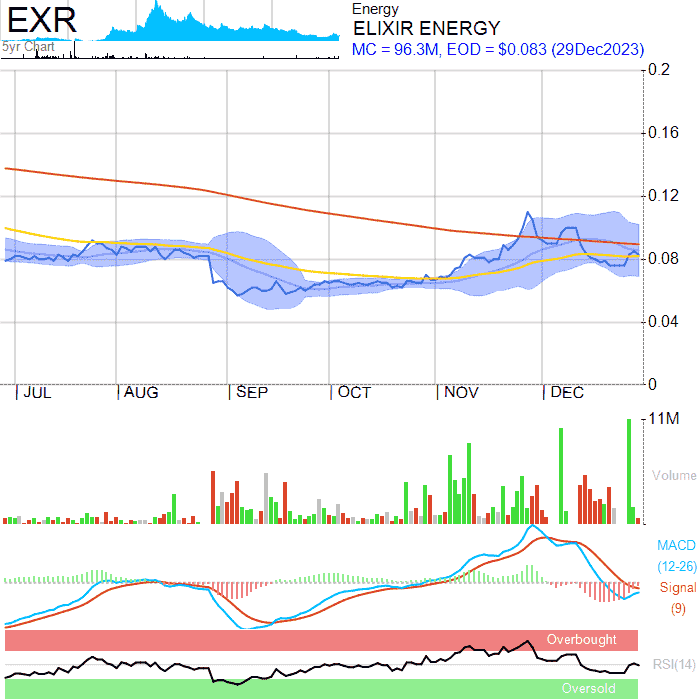 EXR
5yr Chart
Energy
ELIXIR ENERGY
MC = 96.3M, EOD = $0.083 (29Dec2023)
0.2
0.16
0.12
0.08
0.04
0
JUL AUG SEP OCT NOV DEC
11M
Volume
MACD
(12-26)
Signal
(9)
Overbought
RSI(14)
Oversold